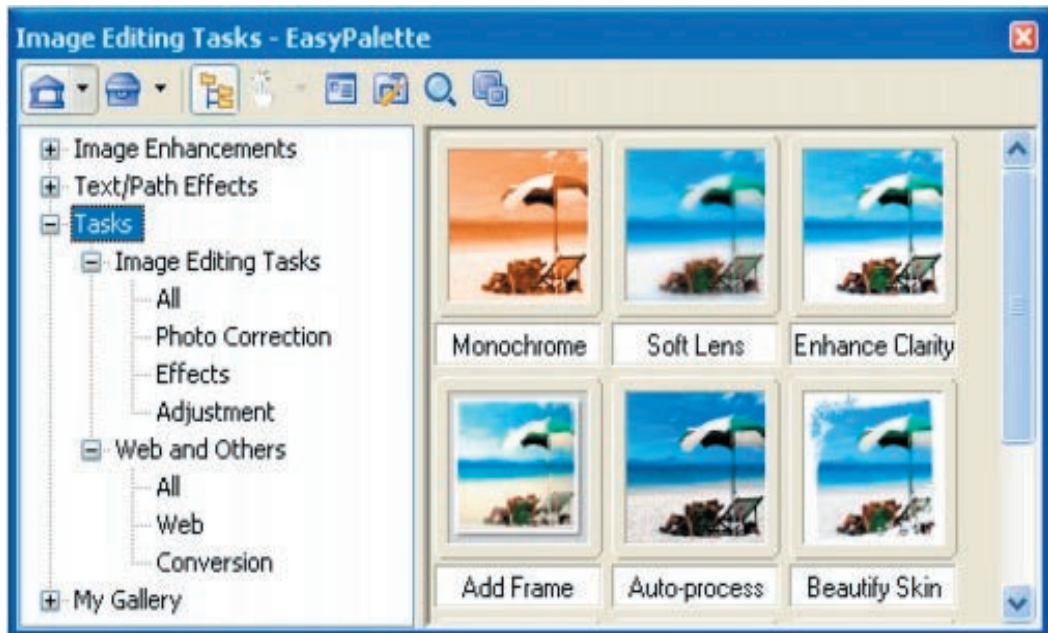 Image Editing Tasks - EasyPalette
Image Enhancements
Text/Path Effects
Tasks
Image Editing Tasks
All
Photo Correction
Effects
Adjustment
Web and Others
All
Web
Conversion
My Gallery
Monochrome
Soft Lens
Enhance Clarity
Add Frame
Auto-process
Beautify Skin